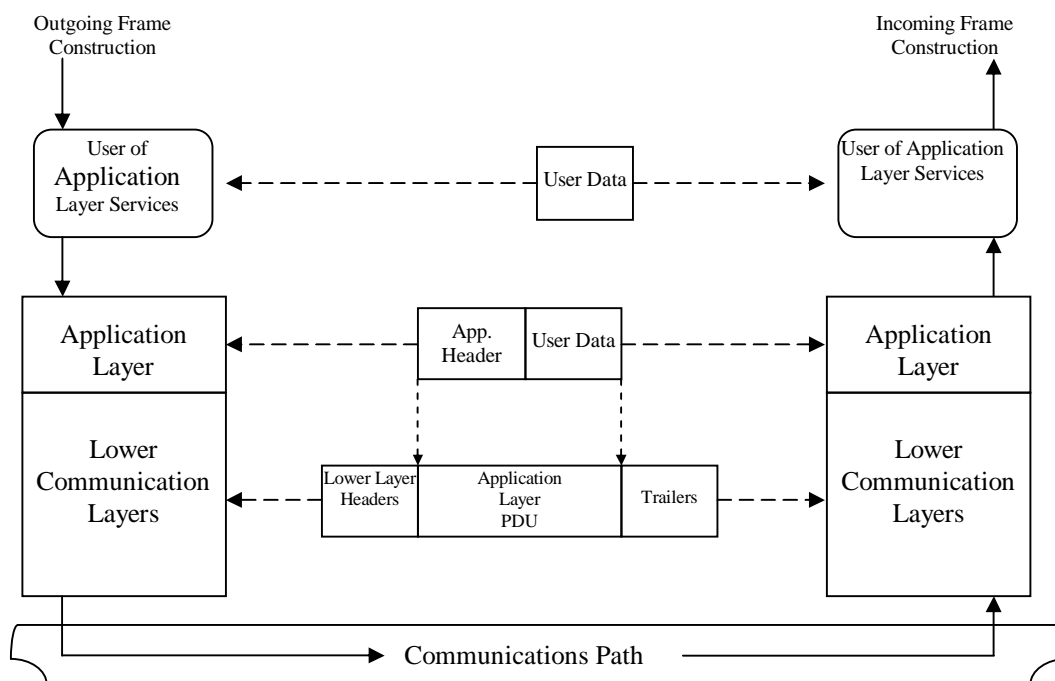 Outgoing Frame
Construction
Incoming Frame
Construction
User of
Application
Layer Services
User Data
User of Application
Layer Services
Application
Layer
App.
Header
User Data
Application
Layer
Lower
Communication
Layers
Lower Layer
Headers
Application
Layer
PDU
Trailers
Lower
Communication
Layers
Communications Path